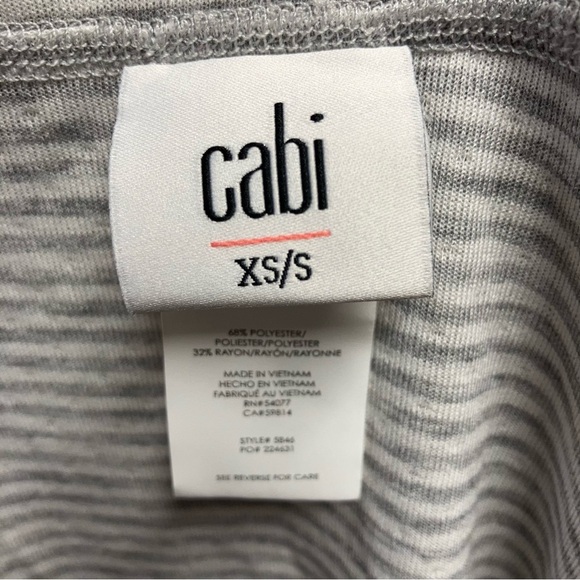 cabi
XS/S
68% POLYESTER/
POLIESTER/POLYESTER
32% RAYON/RAYÓN/RAYONNE
MADE IN VIETNAM
HECHO EN VIETNAM
FABRIQUÉ AU VIETNAM
RN#54077
CA#59814
STYLE# 5846
PO# 224631
SEE REVERSE FOR CARE